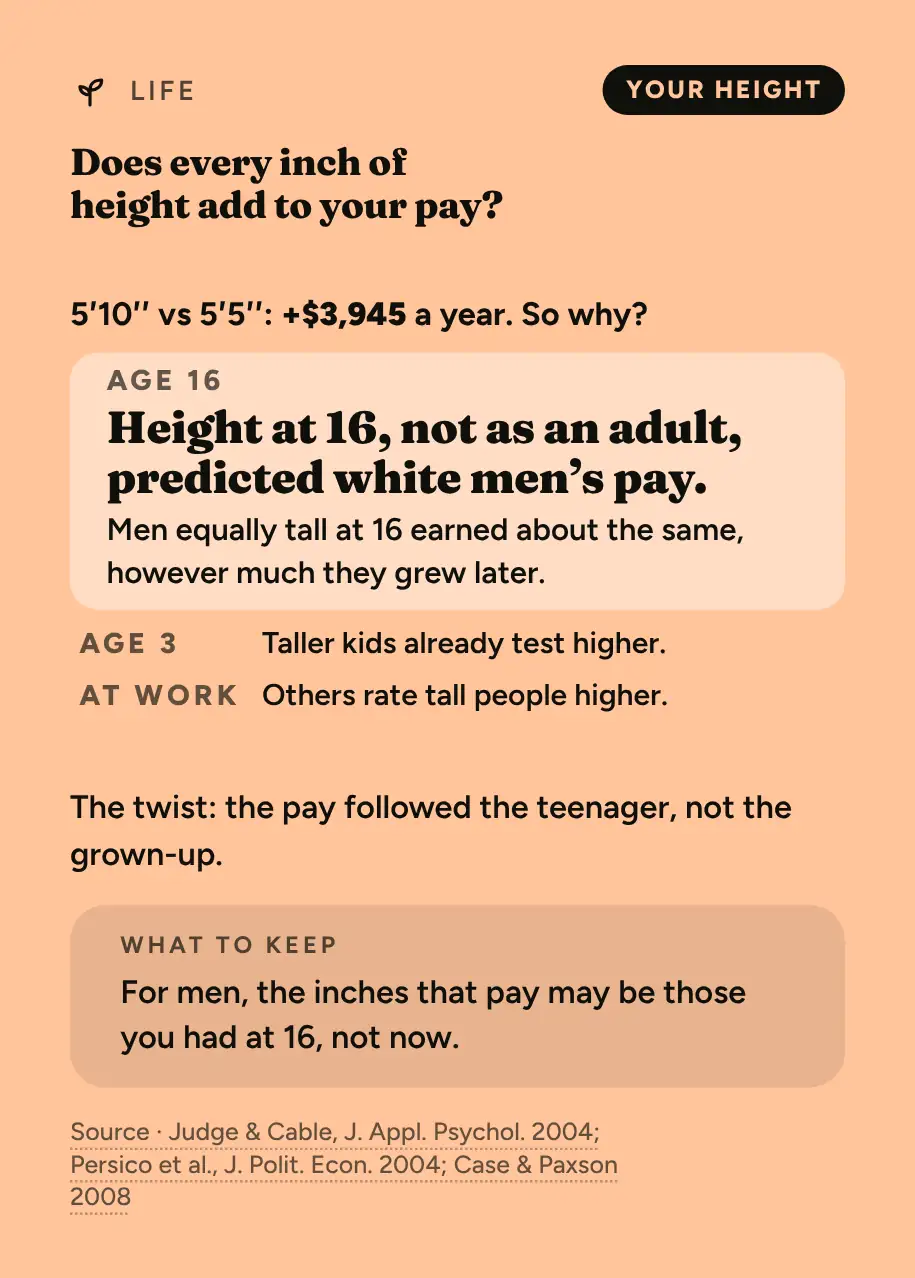 LIFE
YOUR HEIGHT
Does every inch of
height add to your pay?
5′10″ vs 5′5″: +$3,945 a year. So why?
AGE 16
Height at 16, not as an adult,
predicted white men’s pay.
Men equally tall at 16 earned about the same,
however much they grew later.
AGE 3 Taller kids already test higher.
AT WORK Others rate tall people higher.
The twist: the pay followed the teenager, not the
grown-up.
WHAT TO KEEP
For men, the inches that pay may be those
you had at 16, not now.
Source · Judge & Cable, J. Appl. Psychol. 2004;
Persico et al., J. Polit. Econ. 2004; Case & Paxson
2008